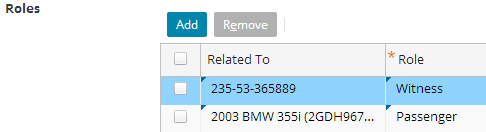 Roles
Add Remove
Related To * Role
235-53-365889 Witness
2003 BMW 355i (2GDH967... Passenger